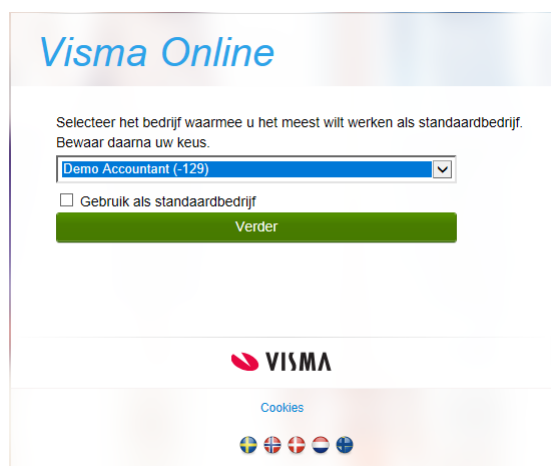 Visma Online
Selecteer het bedrijf waarmee u het meest wilt werken als standaardbedrijf.
Bewaar daarna uw keus.
Demo Accountant (-129)
Gebruik als standaardbedrijf
Verder
VISMA
Cookies